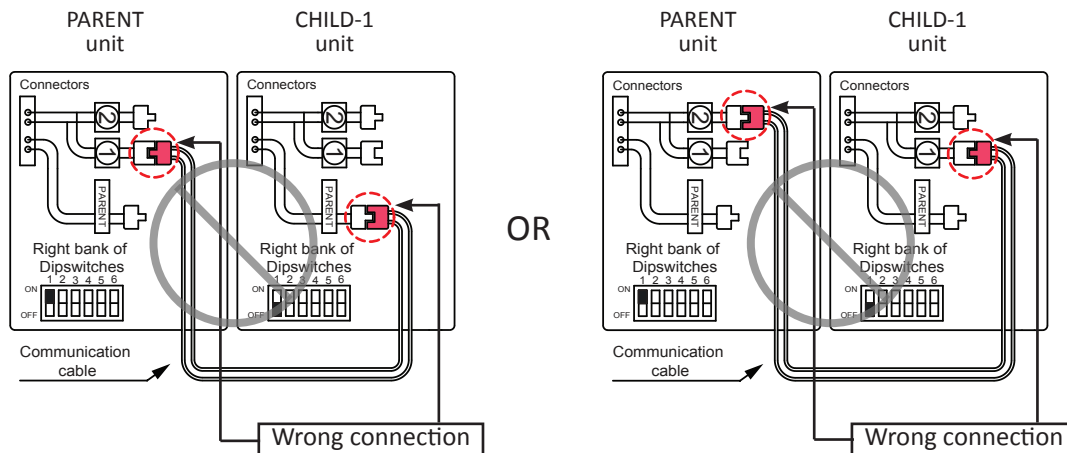 PARENT
unit
CHILD-1
unit
Connectors
2
1
PARENT
Right bank of
Dipswitches
1 2 3 4 5 6
ON
OFF
Connectors
2
1
PARENT
Right bank of
Dipswitches
1 2 3 4 5 6
ON
OFF
Communication
cable
Wrong connection
OR
PARENT
unit
CHILD-1
unit
Connectors
2
1
PARENT
Right bank of
Dipswitches
1 2 3 4 5 6
ON
OFF
Connectors
2
1
PARENT
Right bank of
Dipswitches
1 2 3 4 5 6
ON
OFF
Communication
cable
Wrong connection